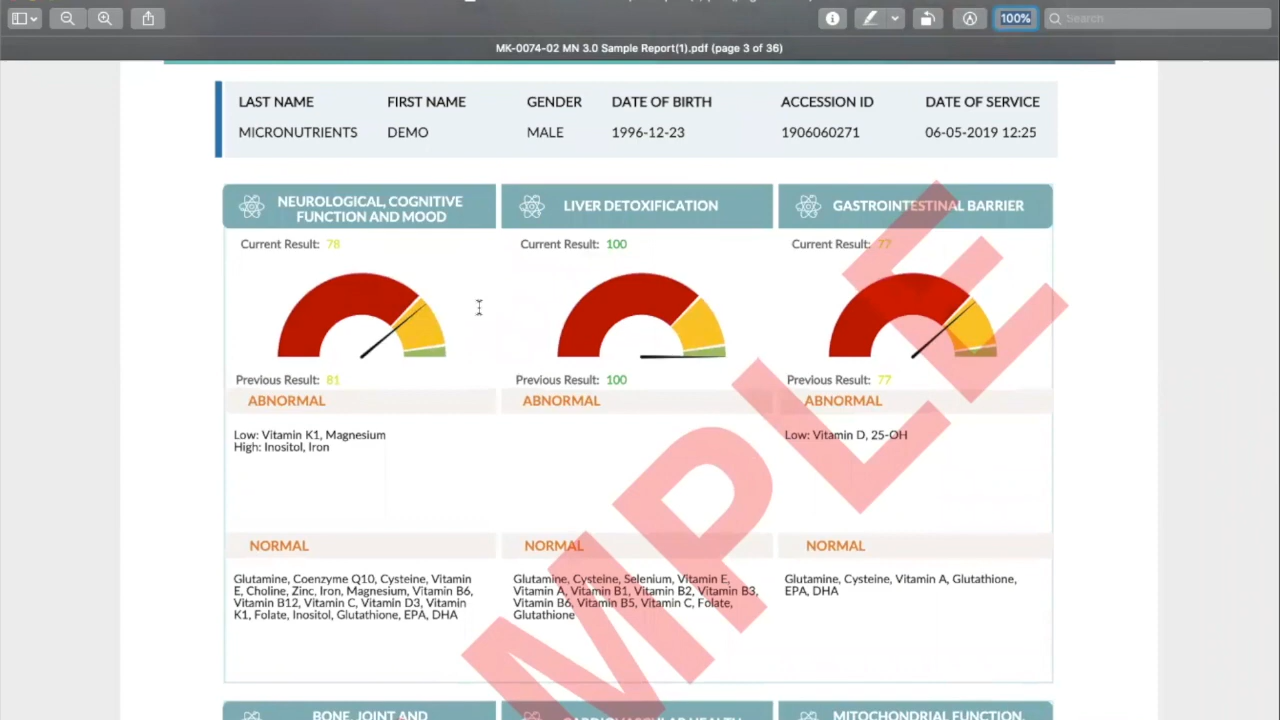 100%
Search
MK-0074-02 MN 3.0 Sample Report(1).pdf (page 3 of 36)
LAST NAME FIRST NAME GENDER DATE OF BIRTH ACCESSION ID DATE OF SERVICE
MICRONUTRIENTS DEMO MALE 1996-12-23 1906060271 06-05-2019 12:25
NEUROLOGICAL, COGNITIVE
FUNCTION AND MOOD
Current Result: 78
Previous Result: 81
ABNORMAL
Low: Vitamin K1, Magnesium
High: Inositol, Iron
NORMAL
Glutamine, Coenzyme Q10, Cysteine, Vitamin
E, Choline, Zinc, Iron, Magnesium, Vitamin B6,
Vitamin B12, Vitamin C, Vitamin D3, Vitamin
K1, Folate, Inositol, Glutathione, EPA, DHA
LIVER DETOXIFICATION
Current Result: 100
Previous Result: 100
ABNORMAL
NORMAL
Glutamine, Cysteine, Selenium, Vitamin E,
Vitamin A, Vitamin B1, Vitamin B2, Vitamin B3,
Vitamin B6, Vitamin B5, Vitamin C, Folate,
Glutathione
GASTROINTESTINAL BARRIER
Current Result: 77
Previous Result: 77
ABNORMAL
Low: Vitamin D, 25-OH
NORMAL
Glutamine, Cysteine, Vitamin A, Glutathione,
EPA, DHA
MPLE
BONE, JOINT AND
CARDIOVASCULAR HEALTH
MITOCHONDRIAL FUNCTION,